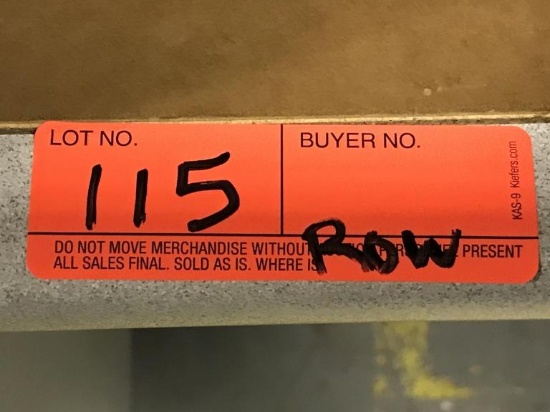 LOT NO.
115
BUYER NO.
KAS-9 Kiefers.com
ROW
DO NOT MOVE MERCHANDISE WITHOUT PRESENT
ALL SALES FINAL. SOLD AS IS. WHERE IS